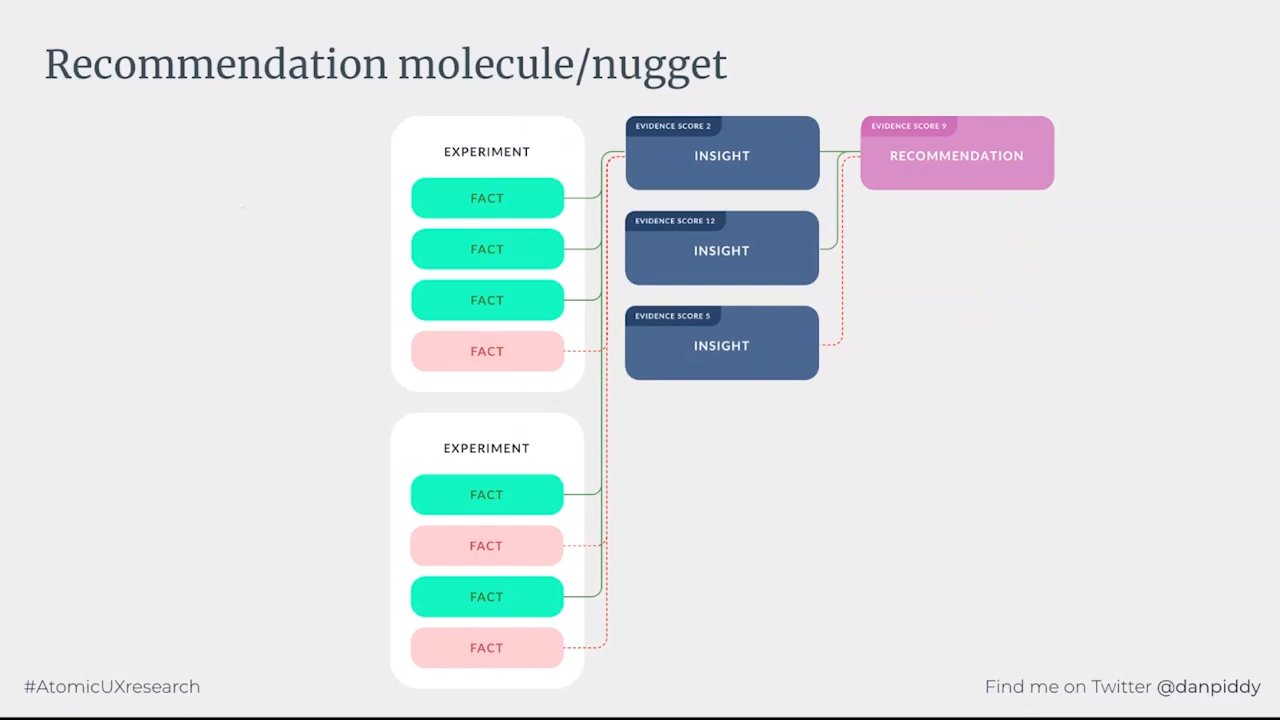 Recommendation molecule/nugget
EXPERIMENT
FACT
FACT
FACT
FACT
EXPERIMENT
FACT
FACT
FACT
FACT
EVIDENCE SCORE 2
INSIGHT
EVIDENCE SCORE 12
INSIGHT
EVIDENCE SCORE 5
INSIGHT
EVIDENCE SCORE 9
RECOMMENDATION
#AtomicUXresearch
Find me on Twitter @danpiddy